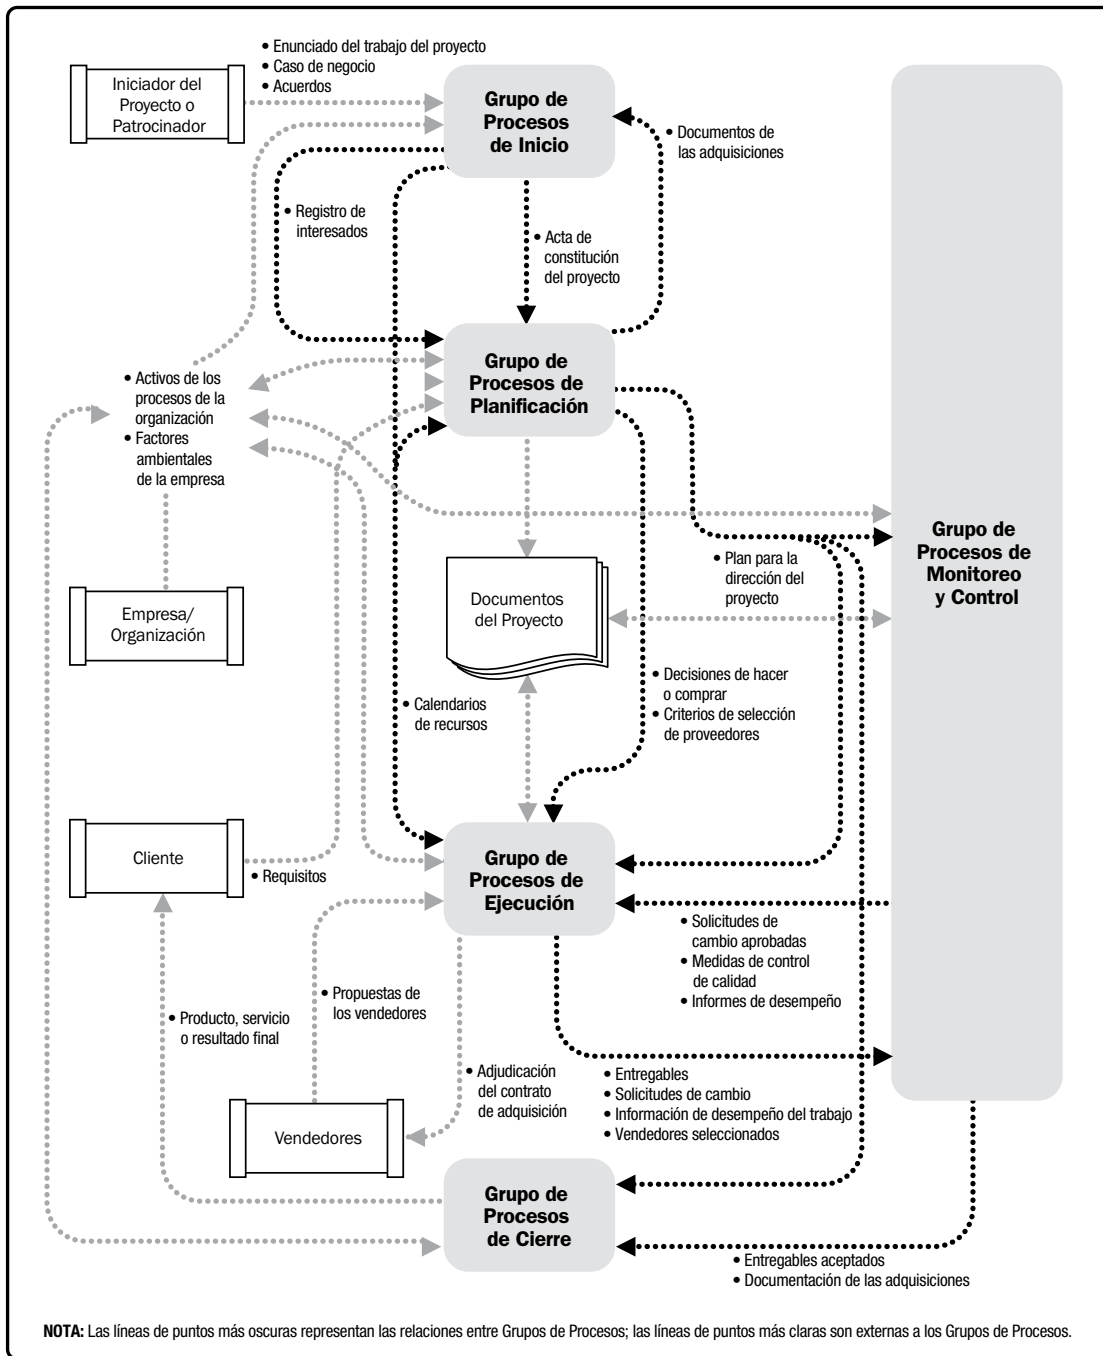 • Enunciado del trabajo del proyecto
• Caso de negocio
• Acuerdos
Iniciador del
Proyecto o
Patrocinador
Grupo de
Procesos
de Inicio
• Documentos de
las adquisiciones
• Registro de
interesados
• Acta de
constitución
del proyecto
Grupo de
Procesos de
Planificación
• Activos de los
procesos de la
organización
• Factores
ambientales
de la empresa
Grupo de
Procesos de
Monitoreo
y Control
• Plan para la
dirección del
proyecto
Empresa/
Organización
Documentos
del Proyecto
• Calendarios
de recursos
• Decisiones de hacer
o comprar
• Criterios de selección
de proveedores
Cliente
• Requisitos
Grupo de
Procesos de
Ejecución
• Solicitudes de
cambio aprobadas
• Medidas de control
de calidad
• Informes de desempeño
• Propuestas de
los vendedores
• Producto, servicio
o resultado final
• Adjudicación
del contrato
de adquisición
• Entregables
• Solicitudes de cambio
• Información de desempeño del trabajo
• Vendedores seleccionados
Vendedores
Grupo de
Procesos
de Cierre
• Entregables aceptados
• Documentación de las adquisiciones
NOTA: Las líneas de puntos más oscuras representan las relaciones entre Grupos de Procesos; las líneas de puntos más claras son externas a los Grupos de Procesos.